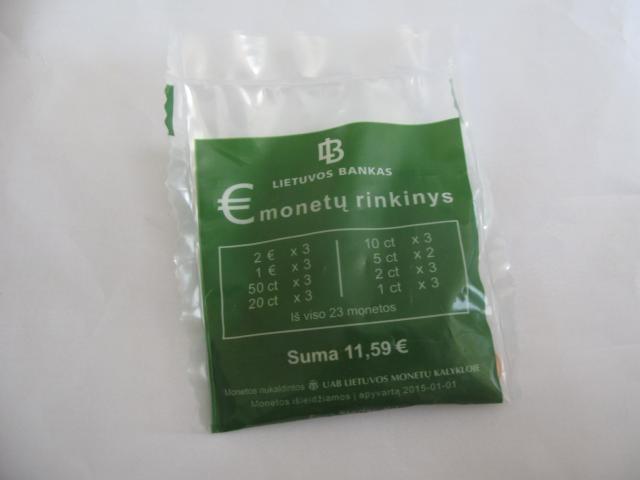 LB
LIETUVOS BANKAS
€ monetų rinkinys
2 € x 3
1 € x 3
50 ct x 3
20 ct x 3
10 ct x 3
5 ct x 2
2 ct x 3
1 ct x 3
Iš viso 23 monetos
Suma 11,59 €
Monetos nukaldintos UAB LIETUVOS MONETŲ KALYKLOJE
Monetos išleidžiamos į apyvartą 2015-01-01